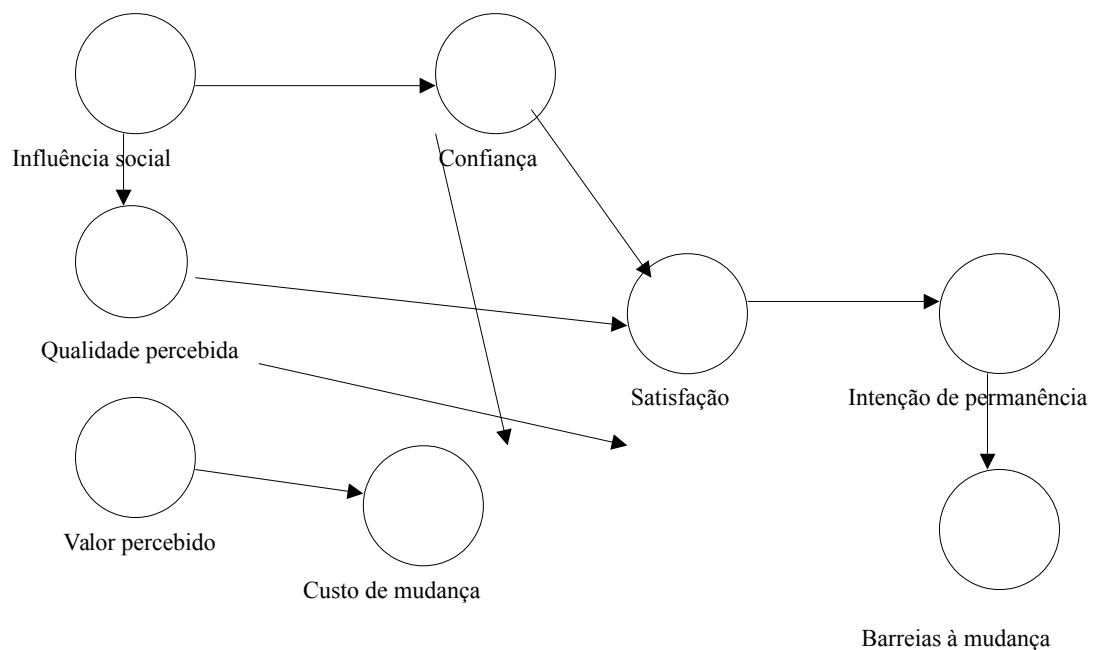 Influência social
Confiança
Qualidade percebida
Satisfação
Intenção de permanência
Valor percebido
Custo de mudança
Barreias à mudança